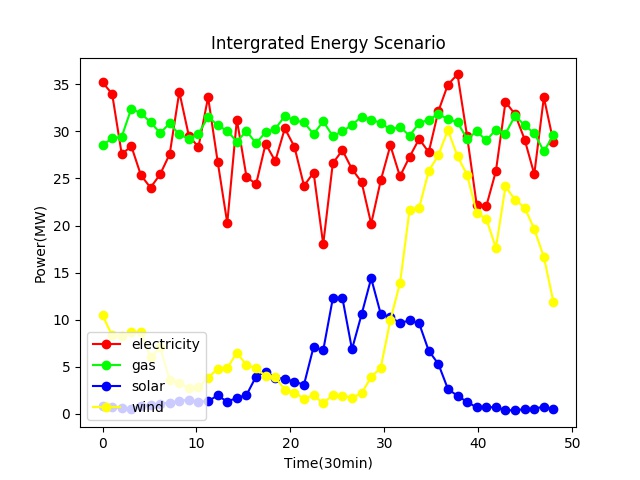 Intergrated Energy Scenario
Power(MW)
35
30
25
20
15
10
5
0
electricity
gas
solar
wind
0 10 20 30 40 50
Time(30min)